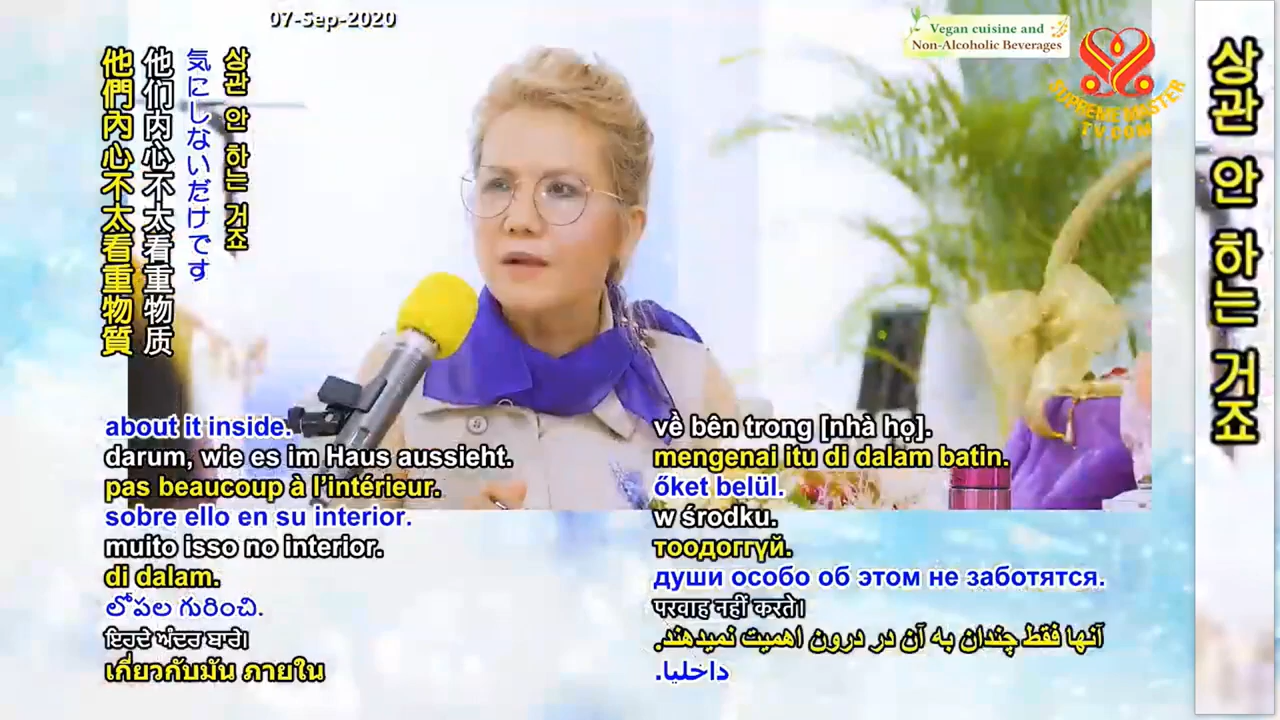 07-Sep-2020
Vegan cuisine and
Non-Alcoholic Beverages
SUPREME MASTER
TV.COM
상관 안 하는 거죠
気にしないだけです
他们内心不太看重物质
他們內心不太看重物質
상관 안 하는 거죠
about it inside.
darum, wie es im Haus aussieht.
pas beaucoup à l’intérieur.
sobre ello en su interior.
muito isso no interior.
di dalam.
లోపల గురించి.
ਇਹਦੇ ਅੰਦਰ ਬਾਰੇ।
เกี่ยวกับมัน ภายใน
về bên trong [nhà họ].
mengenai itu di dalam batin.
őket belül.
w środku.
тоодоггүй.
души особо об этом не заботятся.
परवाह नहीं करते।
آنها فقط چندان به آن در درون اهمیت نمیدهند.
داخليا.